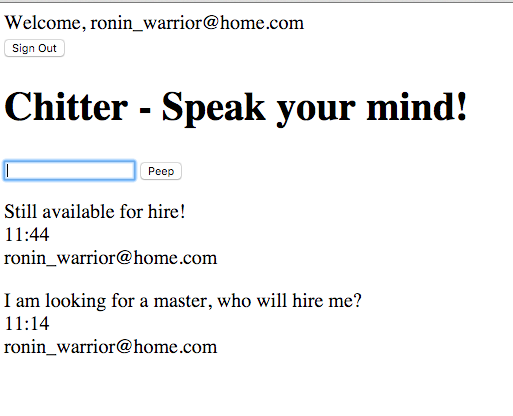 Welcome, ronin_warrior@home.com
Sign Out
Chitter - Speak your mind!
Peep
Still available for hire!
11:44
ronin_warrior@home.com
I am looking for a master, who will hire me?
11:14
ronin_warrior@home.com